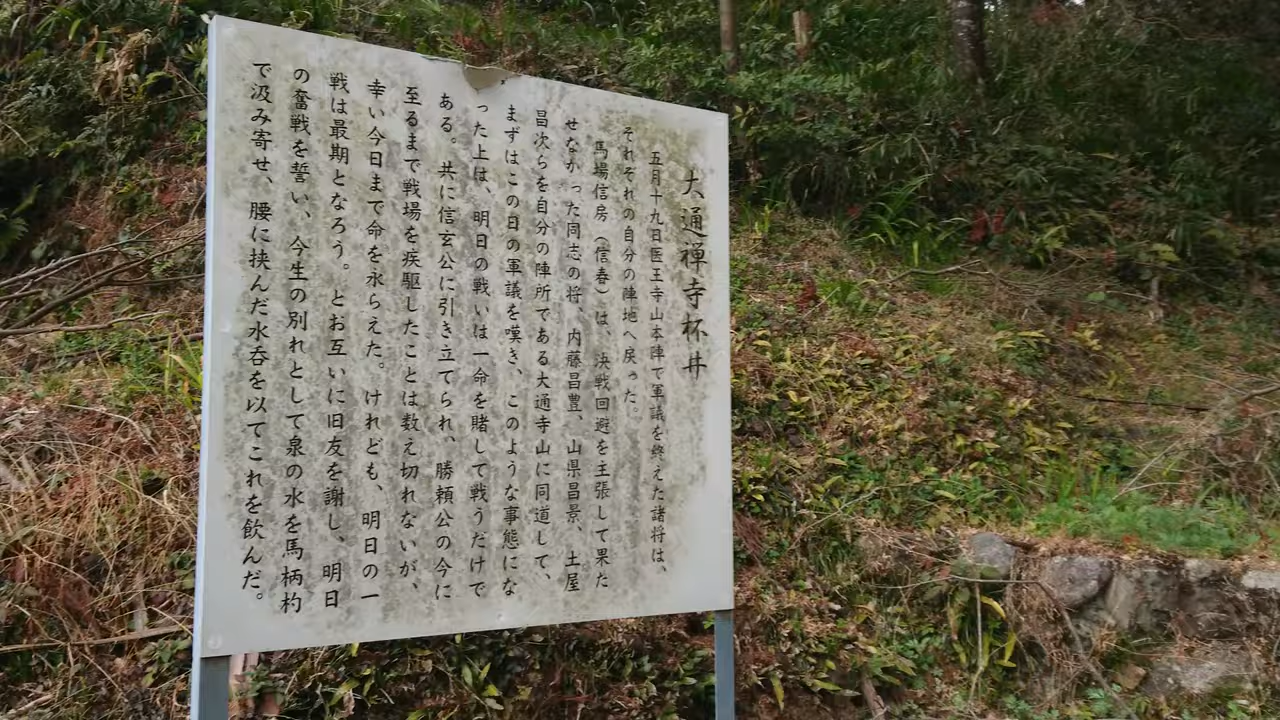 大通禅寺杯井
五月十九日医王寺山本陣で軍議を終えた諸将は、
それぞれの自分の陣地へ戻った。
馬場信房(信春)は、決戦回避を主張して果た
せなかった同志の将、内藤昌豊、山県昌景、土屋
昌次らを自分の陣所である大通寺山に同道して、
まずはこの日の軍議を嘆き、このような事態にな
った上は、明日の戦いは一命を賭して戦うだけで
ある。共に信玄公に引き立てられ、勝頼公の今に
至るまで戦場を疾駆したことは数え切れないが、
幸い今日まで命を永らえた。けれども、明日の一
戦は最期となろう。とお互いに旧友を謝し、明日
の奮戦を誓い、今生の別れとして泉の水を馬柄杓
で汲み寄せ、腰に挟んだ水呑を以てこれを飲んだ。